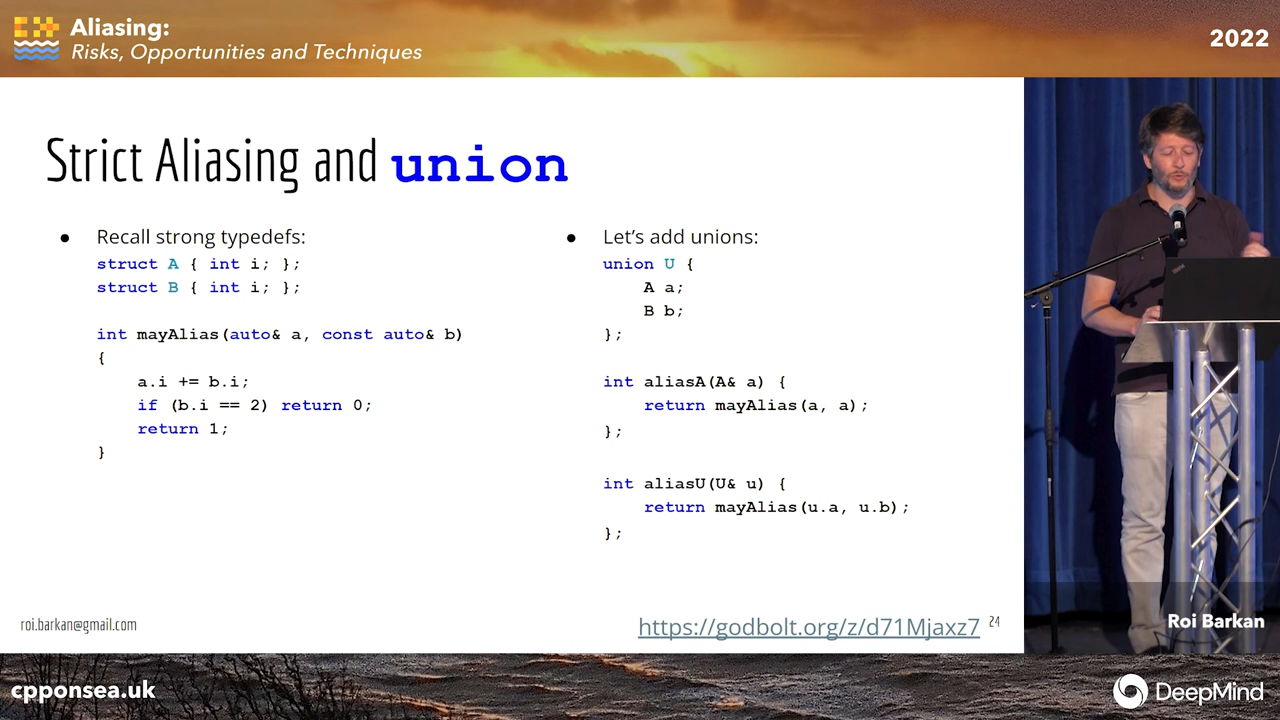 Aliasing:
Risks, Opportunities and Techniques
2022
Strict Aliasing and union
● Recall strong typedefs:
struct A { int i; };
struct B { int i; };
int mayAlias(auto& a, const auto& b)
{
a.i += b.i;
if (b.i == 2) return 0;
return 1;
}
● Let's add unions:
union U {
A a;
B b;
};
int aliasA(A& a) {
return mayAlias(a, a);
};
int aliasU(U& u) {
return mayAlias(u.a, u.b);
};
roi.barkan@gmail.com
https://godbolt.org/z/d71Mjaxz7
24
Roi Barkan
cpponsea.uk
DeepMind